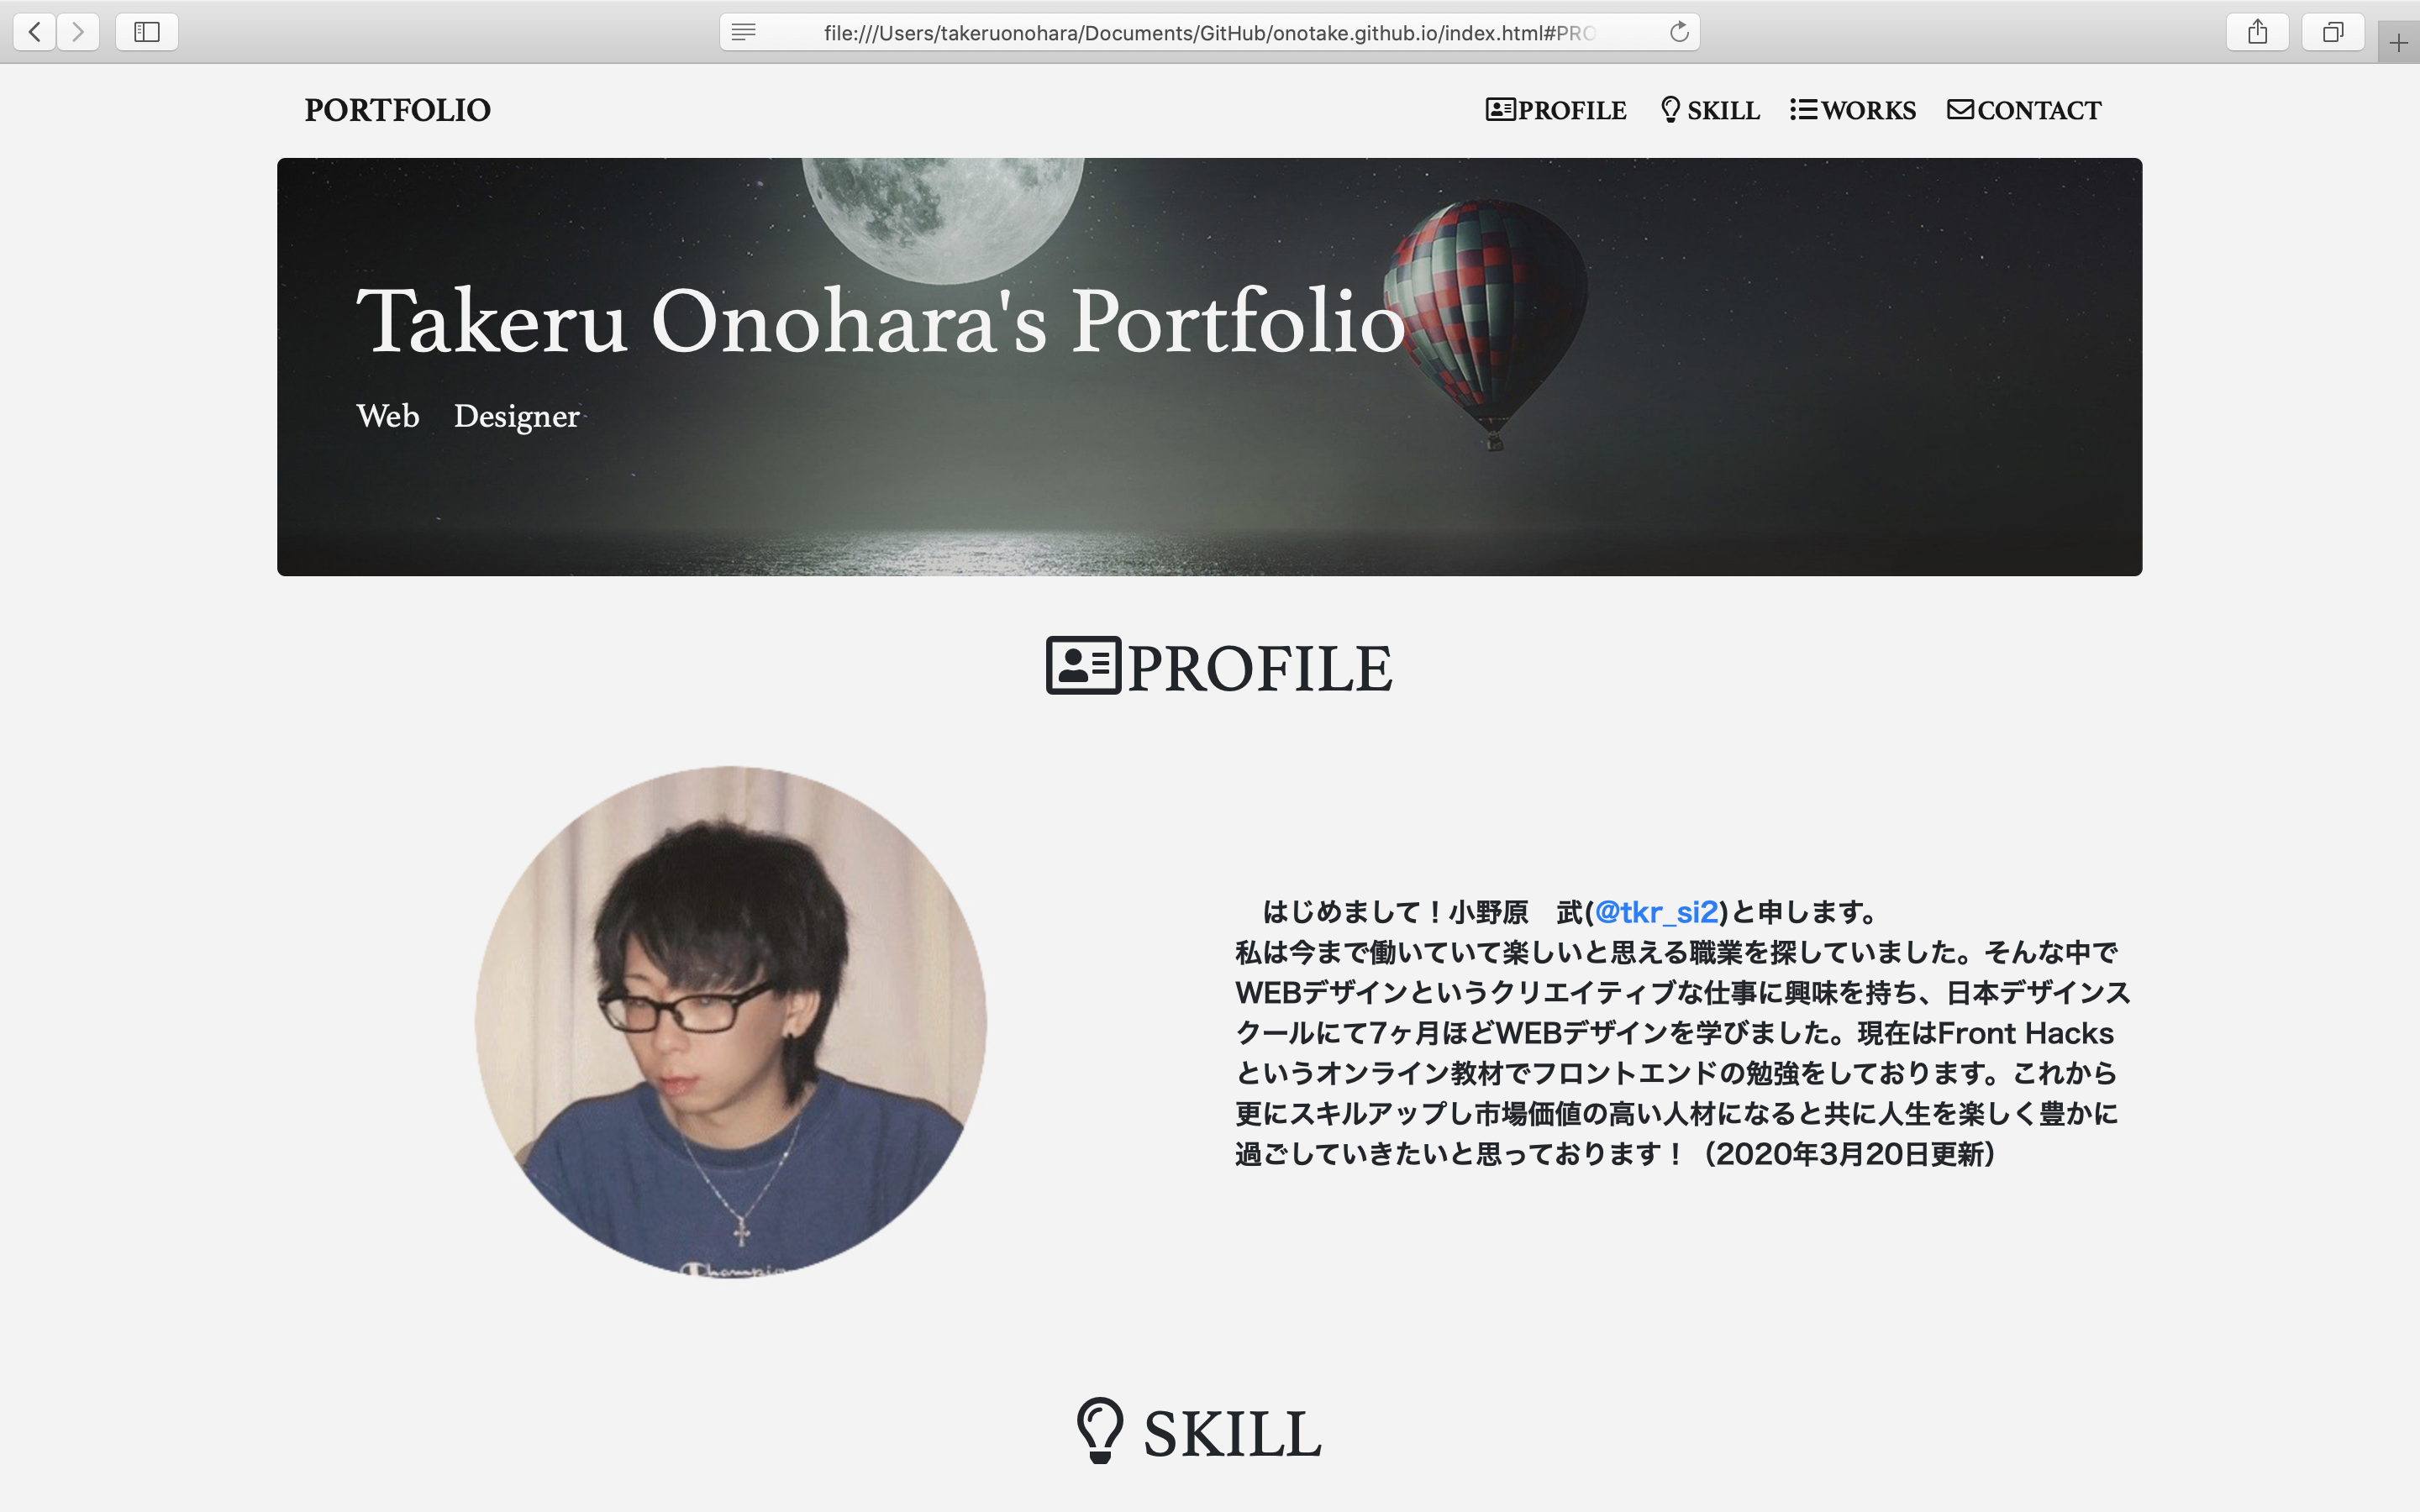 file:///Users/takeruonohara/Documents/GitHub/onotake.github.io/index.html#PRO
PORTFOLIO
PROFILE SKILL WORKS CONTACT
Takeru Onohara's Portfolio
Web　Designer
PROFILE
はじめまして！小野原　武(@tkr_si2)と申します。
私は今まで働いていて楽しいと思える職業を探していました。そんな中で
WEBデザインというクリエイティブな仕事に興味を持ち、日本デザインス
クールにて7ヶ月ほどWEBデザインを学びました。現在はFront Hacks
というオンライン教材でフロントエンドの勉強をしております。これから
更にスキルアップし市場価値の高い人材になると共に人生を楽しく豊かに
過ごしていきたいと思っております！（2020年3月20日更新）
SKILL